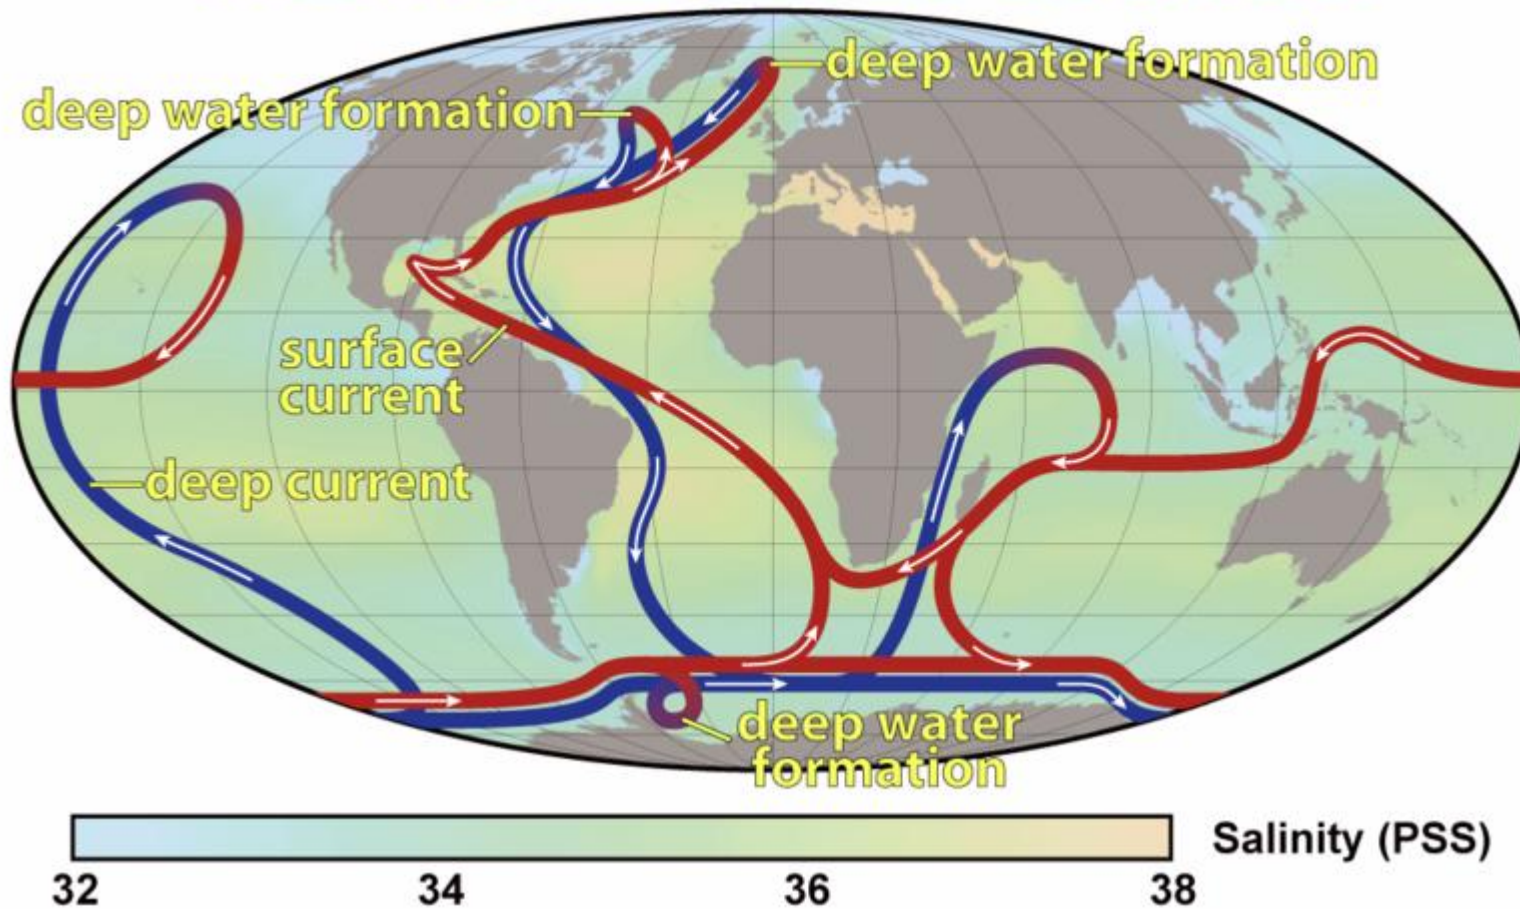 deep water formation
deep water formation
surface
current
deep current
deep water
formation
Salinity (PSS)
32
34
36
38